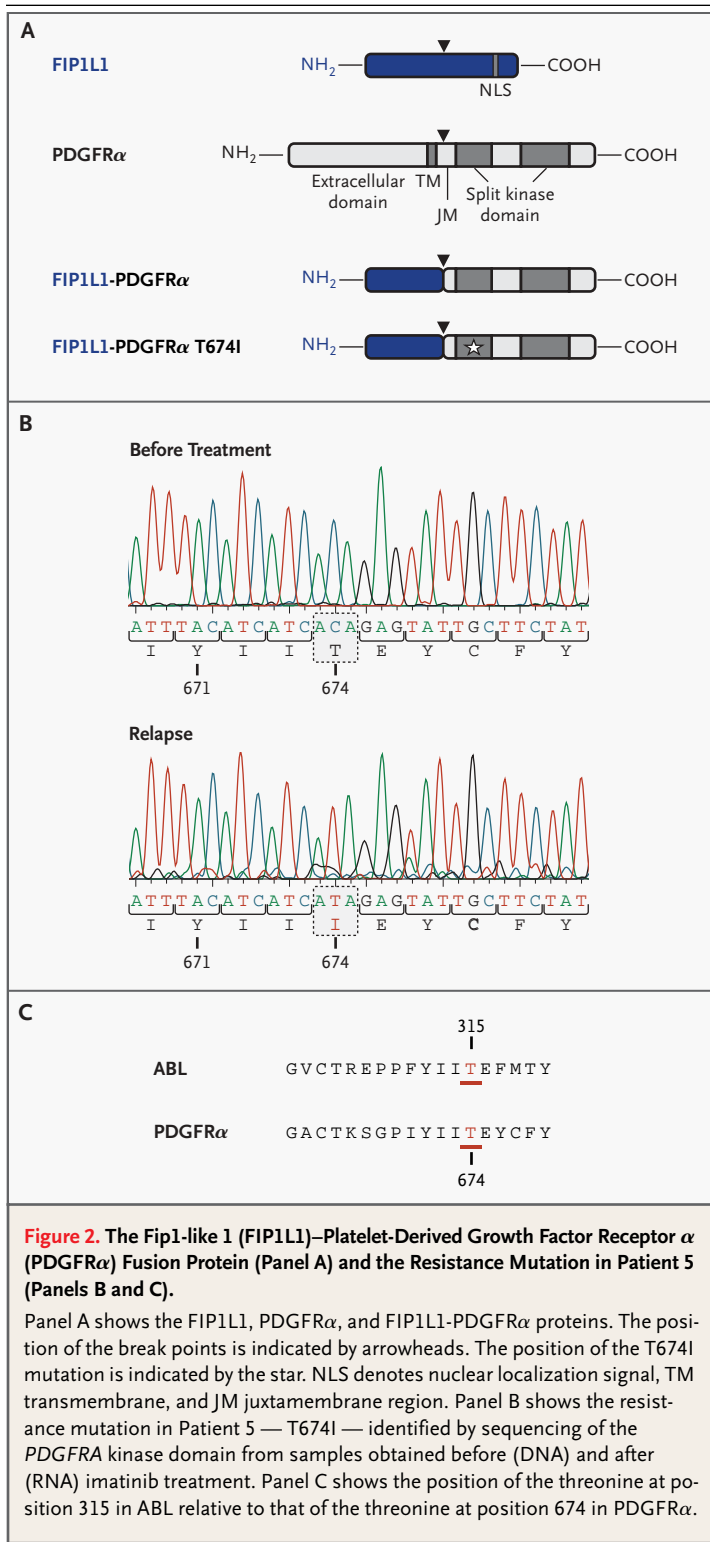 A
FIP1L1
NH2
COOH
NLS
PDGFRα
NH2
COOH
Extracellular
domain
TM
JM
Split kinase
domain
FIP1L1-PDGFRα
NH2
COOH
FIP1L1-PDGFRα T674I
NH2
COOH
B
Before Treatment
ATTTACATCATCACAGAGTATTGCTTCTAT
I Y I I T E Y C F Y
671 674
Relapse
ATTTACATCATCATAGAGTATTGCTTCTAT
I Y I I I E Y C F Y
671 674
C
315
ABL GVCTREPPFYIITEFMTY
PDGFRα GACTKSGPIYIITEYCFY
674
Figure 2. The Fip1-like 1 (FIP1L1)–Platelet-Derived Growth Factor Receptor α
(PDGFRα) Fusion Protein (Panel A) and the Resistance Mutation in Patient 5
(Panels B and C).
Panel A shows the FIP1L1, PDGFRα, and FIP1L1-PDGFRα proteins. The posi-
tion of the break points is indicated by arrowheads. The position of the T674I
mutation is indicated by the star. NLS denotes nuclear localization signal, TM
transmembrane, and JM juxtamembrane region. Panel B shows the resist-
ance mutation in Patient 5 — T674I — identified by sequencing of the
PDGFRA kinase domain from samples obtained before (DNA) and after
(RNA) imatinib treatment. Panel C shows the position of the threonine at po-
sition 315 in ABL relative to that of the threonine at position 674 in PDGFRα.